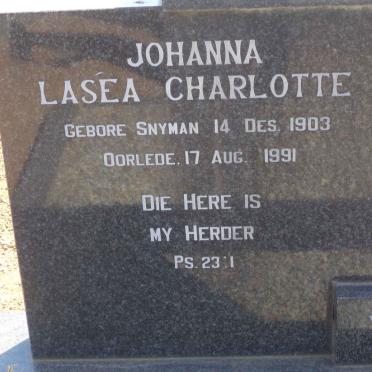 JOHANNA
LASÉA CHARLOTTE
GEBORE SNYMAN 14 DES. 1903
OORLEDE. 17 AUG. 1991
DIE HERE IS
MY HERDER
PS. 23:1